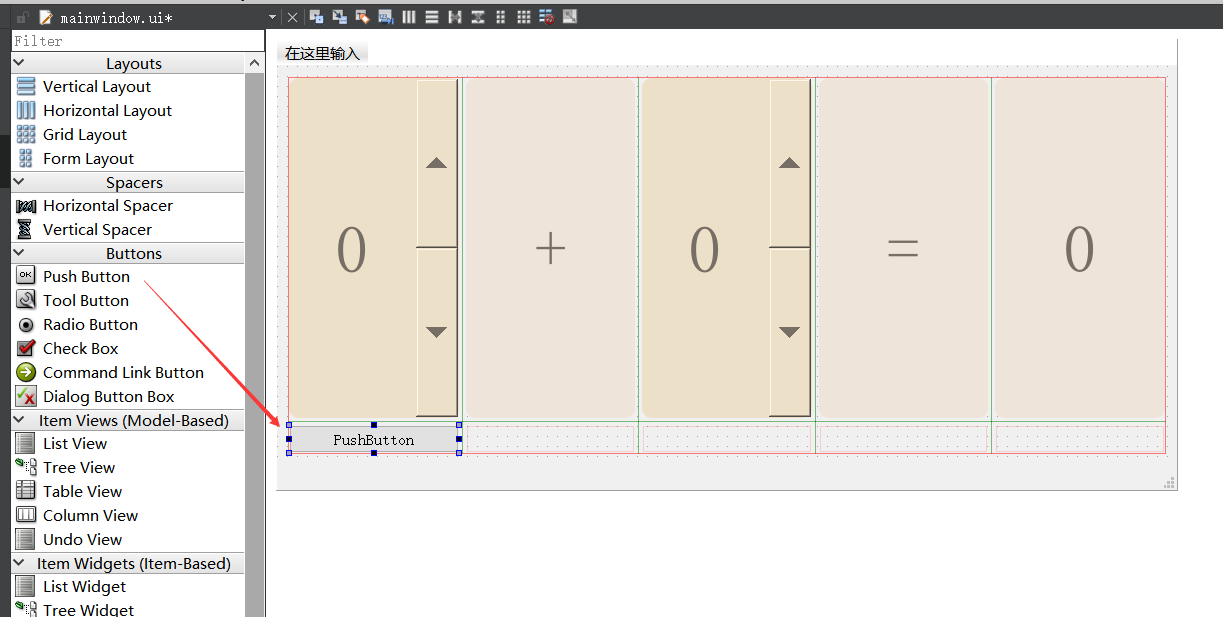 mainwindow.ui*
Filter
在这里输入
Layouts
Vertical Layout
Horizontal Layout
Grid Layout
Form Layout
Spacers
Horizontal Spacer
Vertical Spacer
Buttons
OK Push Button
Tool Button
Radio Button
Check Box
Command Link Button
Dialog Button Box
Item Views (Model-Based)
List View
Tree View
Table View
Column View
Undo View
Item Widgets (Item-Based)
List Widget
Tree Widget
0 + 0 = 0
PushButton